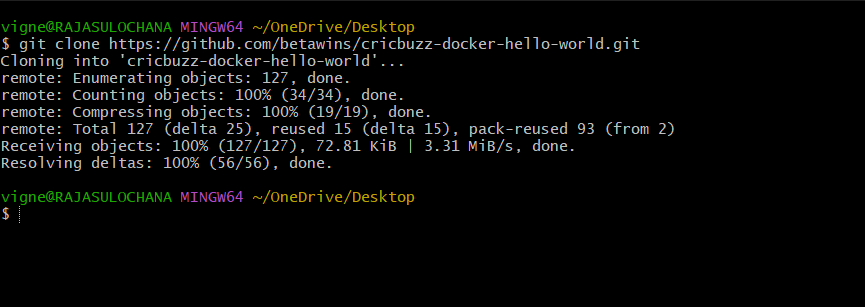 vigne@RAJASULOCHANA MINGW64 ~/OneDrive/Desktop
$ git clone https://github.com/betawins/cricbuzz-docker-hello-world.git
Cloning into 'cricbuzz-docker-hello-world'...
remote: Enumerating objects: 127, done.
remote: Counting objects: 100% (34/34), done.
remote: Compressing objects: 100% (19/19), done.
remote: Total 127 (delta 25), reused 15 (delta 15), pack-reused 93 (from 2)
Receiving objects: 100% (127/127), 72.81 KiB | 3.31 MiB/s, done.
Resolving deltas: 100% (56/56), done.
vigne@RAJASULOCHANA MINGW64 ~/OneDrive/Desktop
$